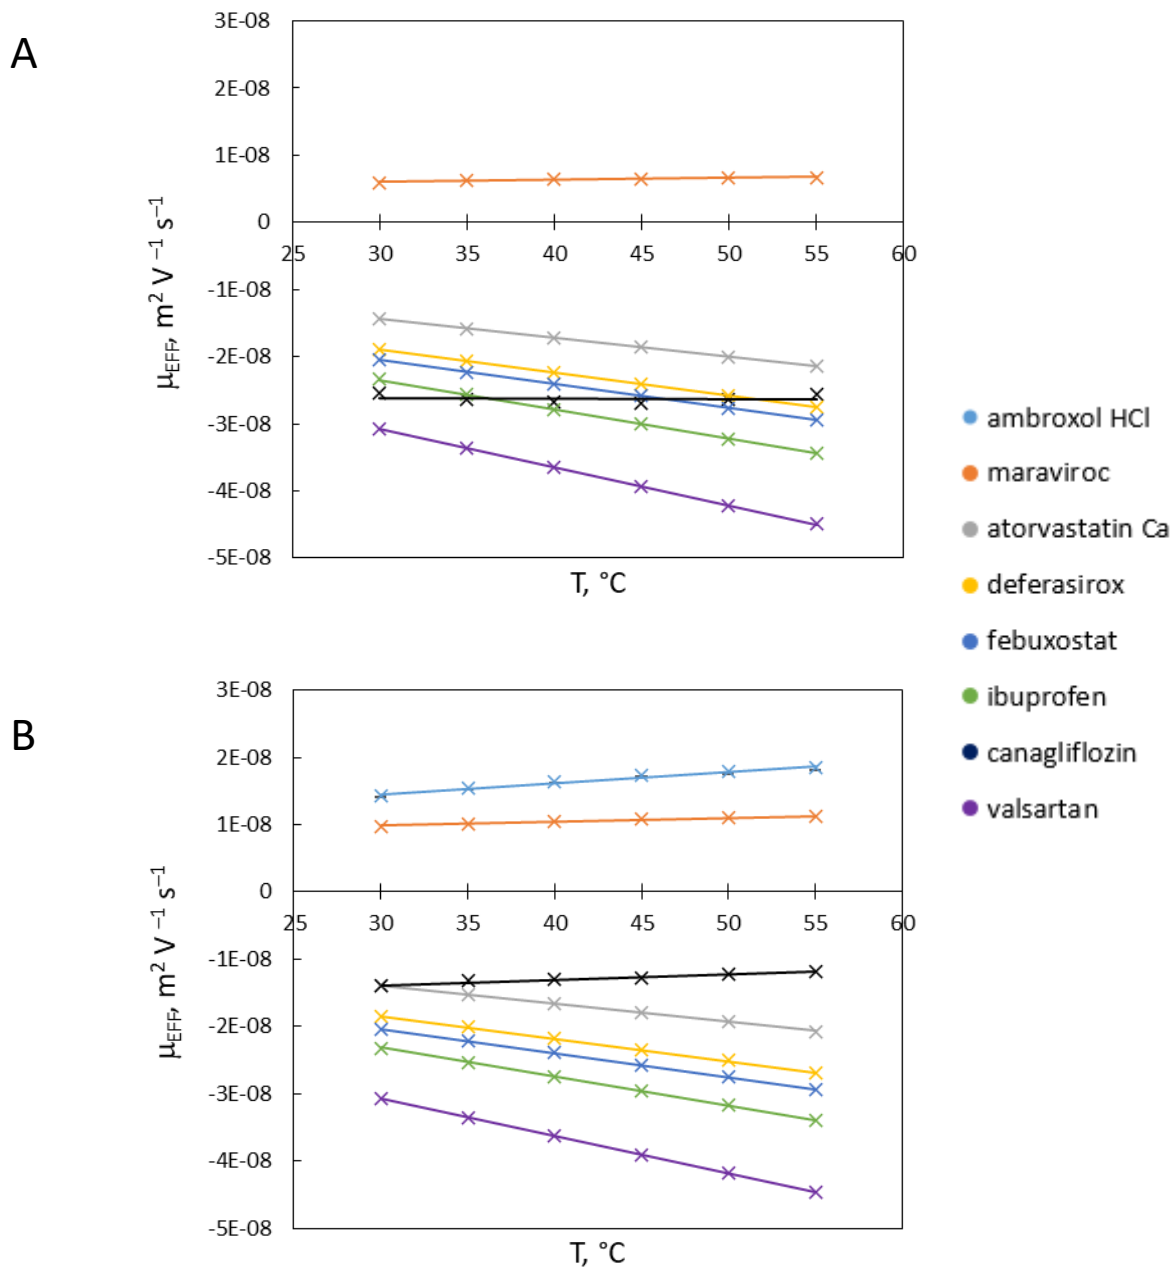 A
3E-08
2E-08
1E-08
0
25 30 35 40 45 50 55 60
-1E-08
-2E-08
-3E-08
-4E-08
-5E-08
μEFF, m² V ⁻¹ s⁻¹
T, °C
ambroxol HCl
maraviroc
atorvastatin Ca
deferasirox
febuxostat
ibuprofen
canagliflozin
valsartan
B
3E-08
2E-08
1E-08
0
25 30 35 40 45 50 55 60
-1E-08
-2E-08
-3E-08
-4E-08
-5E-08
μEFF, m² V ⁻¹ s⁻¹
T, °C